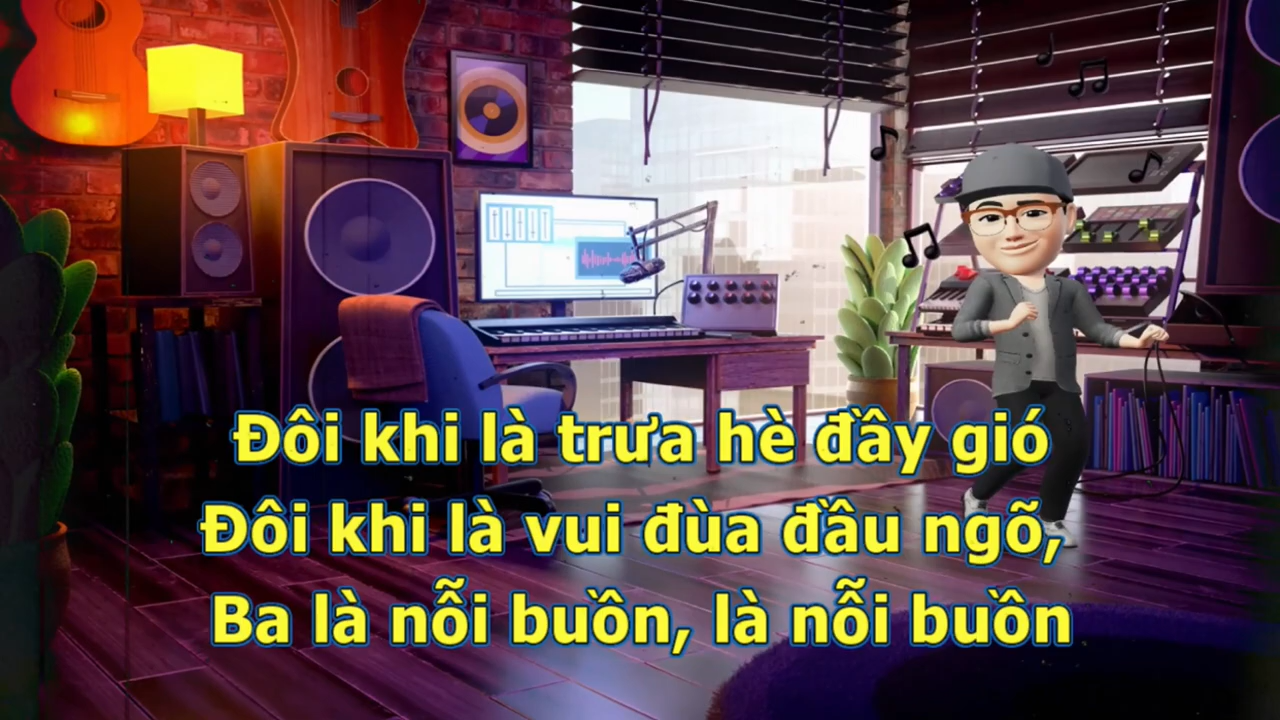 Đôi khi là trưa hè đầy gió
Đôi khi là vui đùa đầu ngõ,
Ba là nỗi buồn, là nỗi buồn